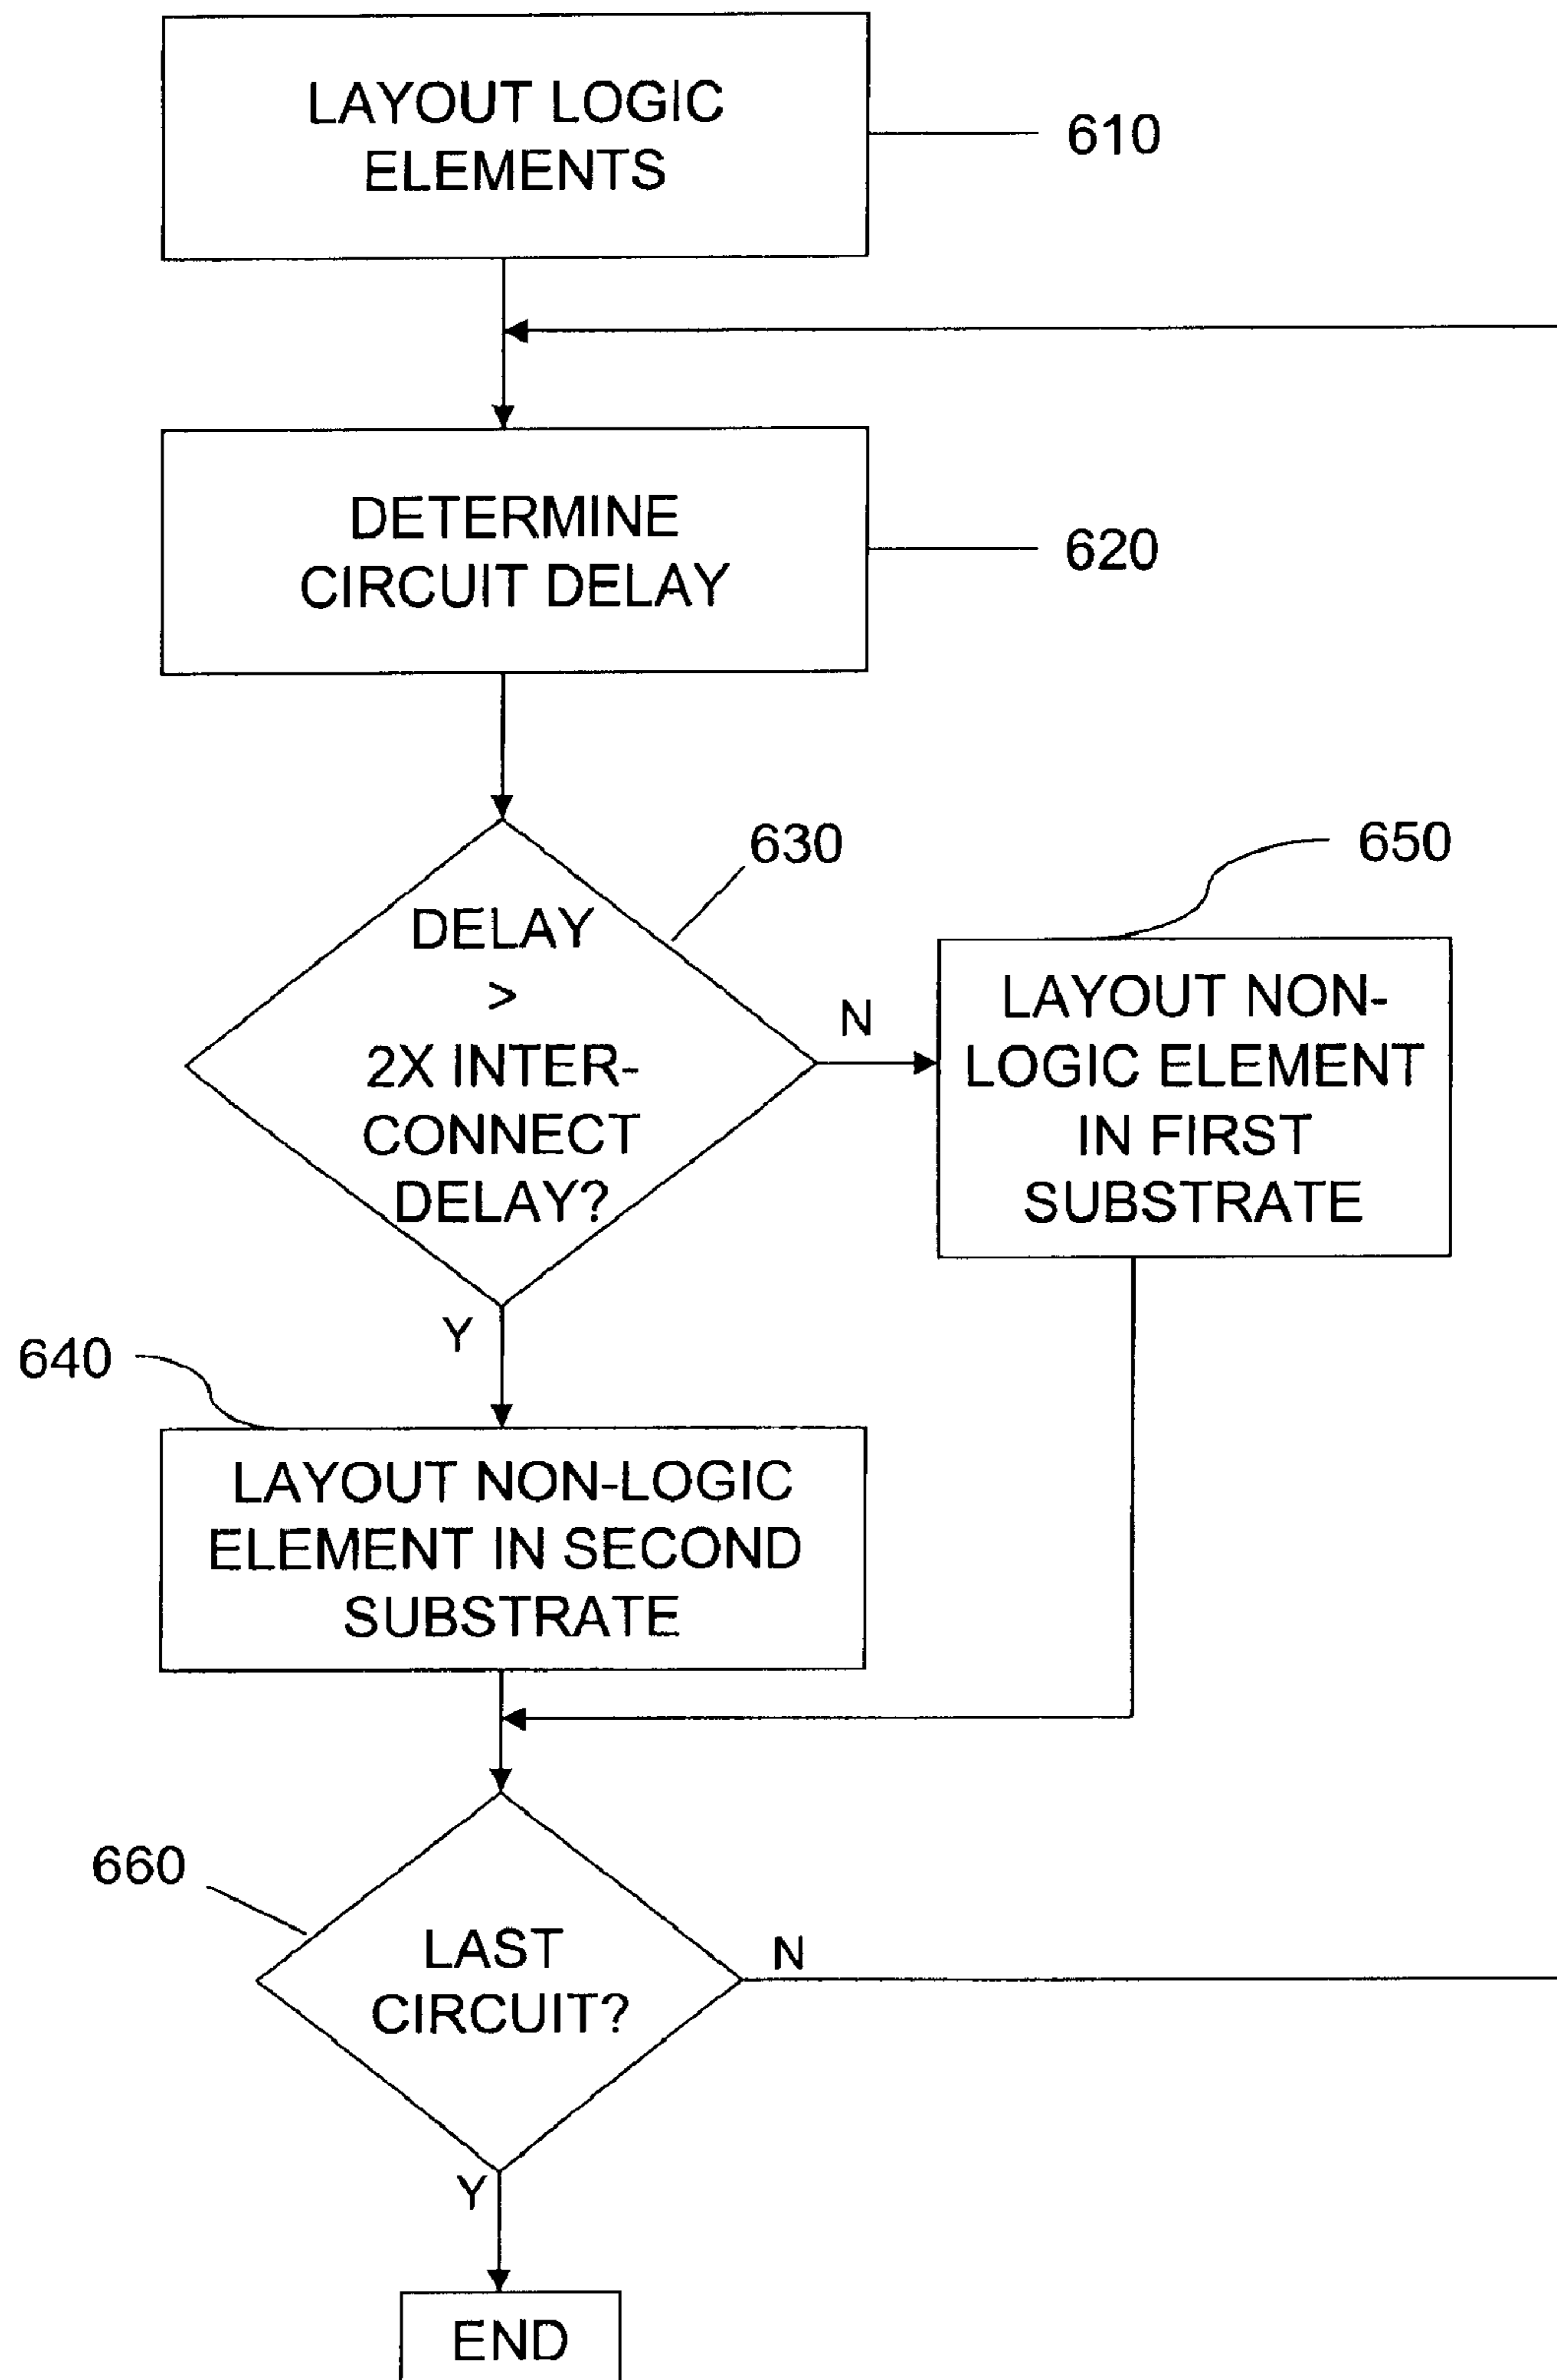 LAYOUT LOGIC
ELEMENTS
610
DETERMINE
CIRCUIT DELAY
620
630
DELAY
>
2X INTER-
CONNECT
DELAY?
N
650
LAYOUT NON-
LOGIC ELEMENT
IN FIRST
SUBSTRATE
Y
640
LAYOUT NON-LOGIC
ELEMENT IN SECOND
SUBSTRATE
660
LAST
CIRCUIT?
N
Y
END